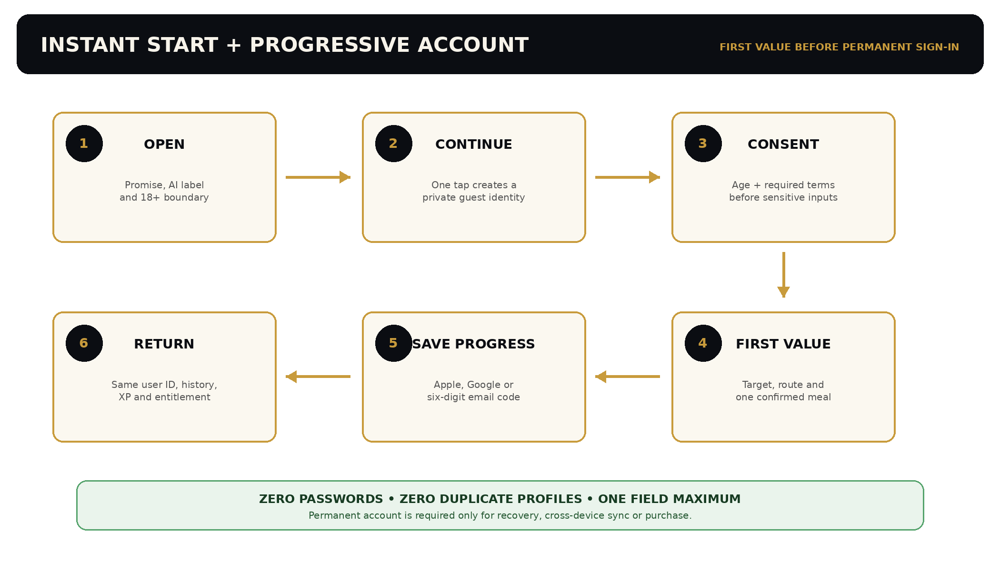 INSTANT START + PROGRESSIVE ACCOUNT
FIRST VALUE BEFORE PERMANENT SIGN-IN
1
OPEN
Promise, AI label
and 18+ boundary
2
CONTINUE
One tap creates a
private guest identity
3
CONSENT
Age + required terms
before sensitive inputs
4
FIRST VALUE
Target, route and
one confirmed meal
5
SAVE PROGRESS
Apple, Google or
six-digit email code
6
RETURN
Same user ID, history,
XP and entitlement
ZERO PASSWORDS • ZERO DUPLICATE PROFILES • ONE FIELD MAXIMUM
Permanent account is required only for recovery, cross-device sync or purchase.